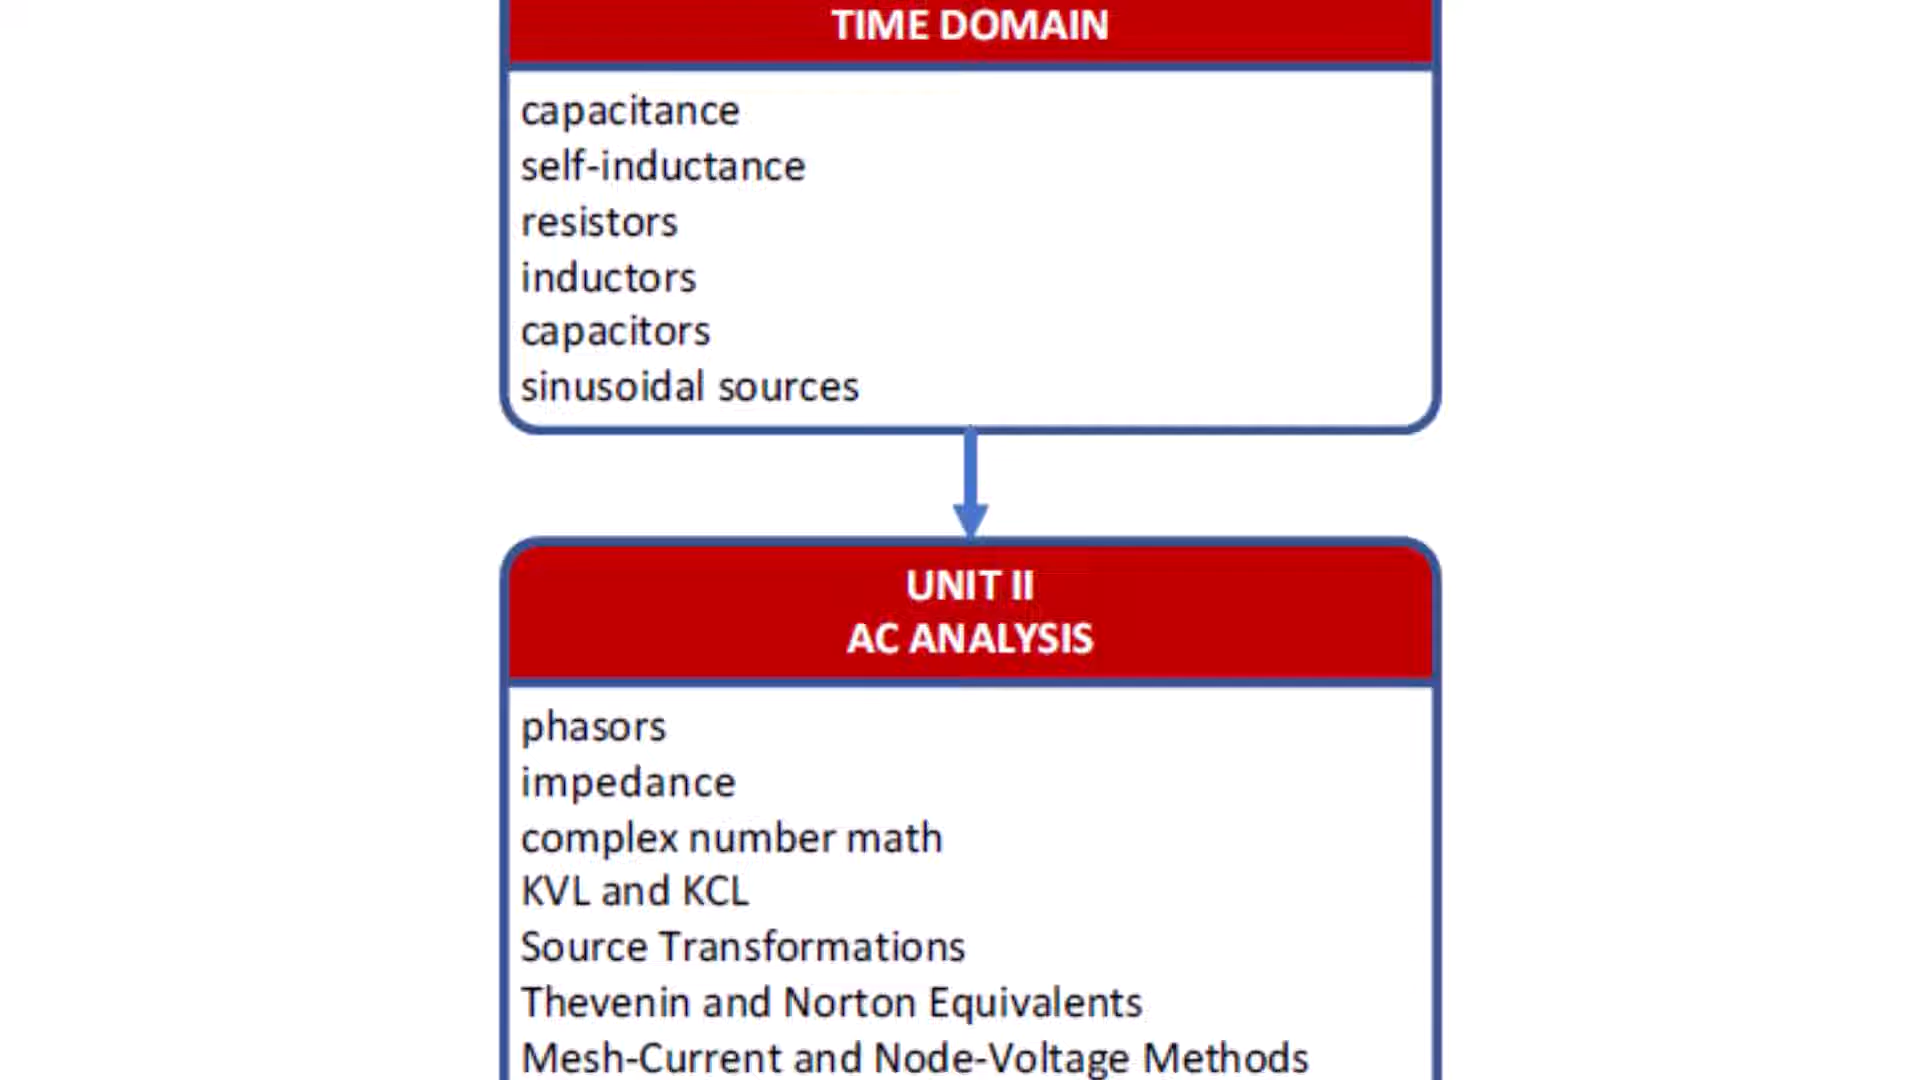 TIME DOMAIN
capacitance
self-inductance
resistors
inductors
capacitors
sinusoidal sources
UNIT II
AC ANALYSIS
phasors
impedance
complex number math
KVL and KCL
Source Transformations
Thevenin and Norton Equivalents
Mesh-Current and Node-Voltage Methods